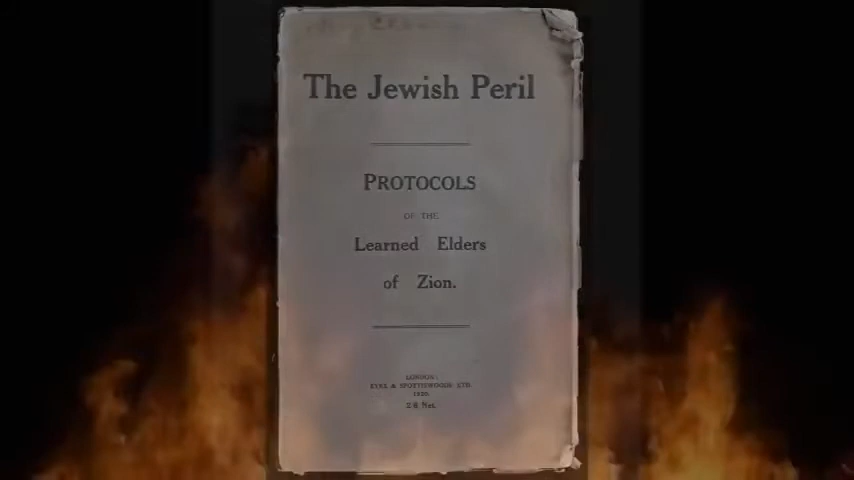 The Jewish Peril
PROTOCOLS
OF THE
Learned Elders
of Zion.
LONDON:
EYRE & SPOTTISWOODE LTD.
1920.
2/6 Net.